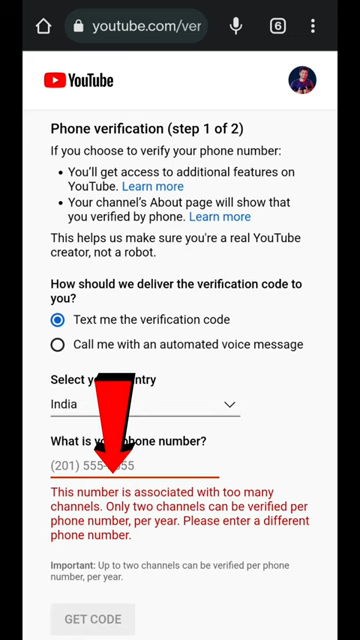 youtube.com/ver
6
YouTube
Phone verification (step 1 of 2)
If you choose to verify your phone number:
• You'll get access to additional features on
YouTube. Learn more
• Your channel's About page will show that
you verified by phone. Learn more
This helps us make sure you're a real YouTube
creator, not a robot.
How should we deliver the verification code to
you?
Text me the verification code
Call me with an automated voice message
Select
India
What is phone number?
(201) 555-
This number is associated with too many
channels. Only two channels can be verified per
phone number, per year. Please enter a different
phone number.
Important: Up to two channels can be verified per phone
number, per year.
GET CODE